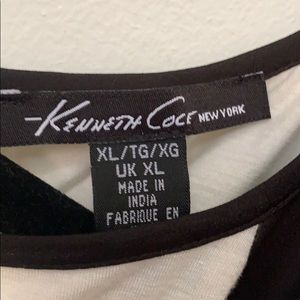 -KENNETH COLE NEW YORK
XL/TG/XG
UK XL
MADE IN
INDIA
FABRIQUE EN